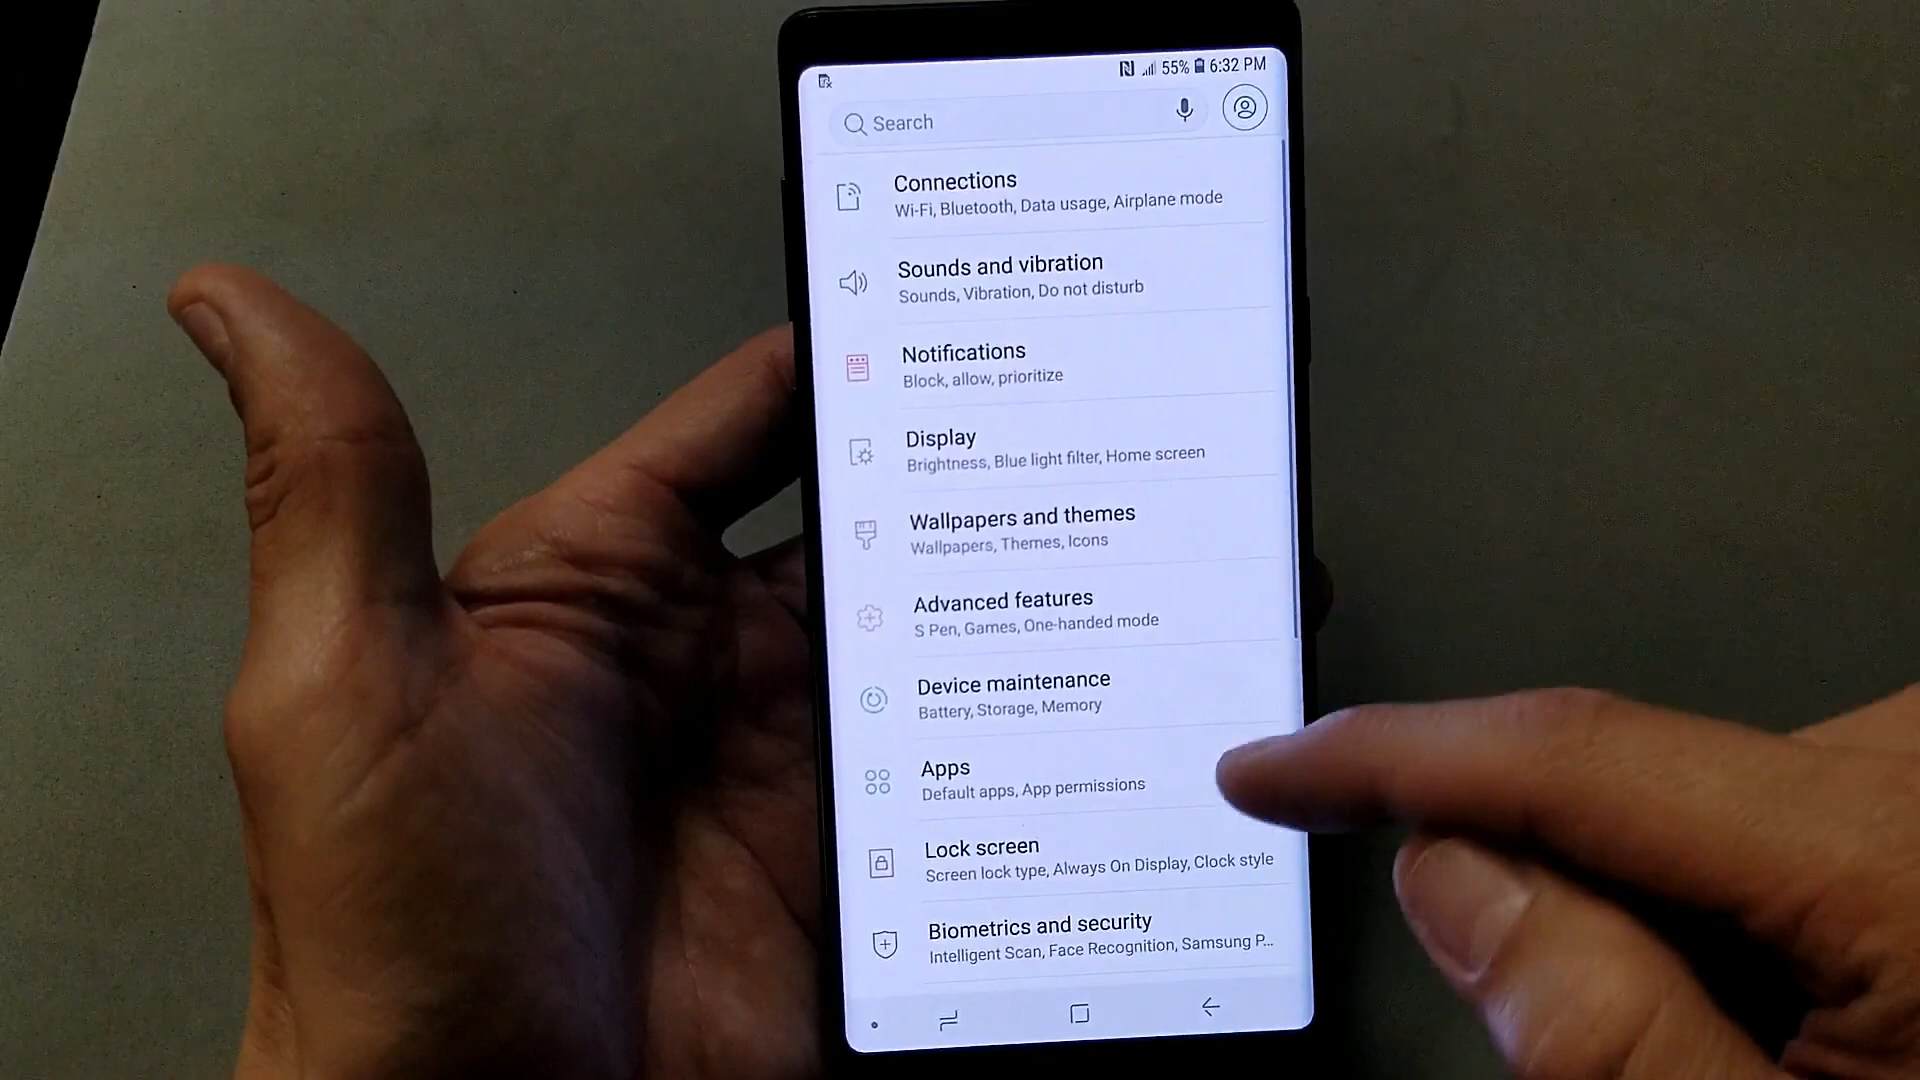 55% 6:32 PM
Search
Connections
Wi-Fi, Bluetooth, Data usage, Airplane mode
Sounds and vibration
Sounds, Vibration, Do not disturb
Notifications
Block, allow, prioritize
Display
Brightness, Blue light filter, Home screen
Wallpapers and themes
Wallpapers, Themes, Icons
Advanced features
S Pen, Games, One-handed mode
Device maintenance
Battery, Storage, Memory
Apps
Default apps, App permissions
Lock screen
Screen lock type, Always On Display, Clock style
Biometrics and security
Intelligent Scan, Face Recognition, Samsung P...